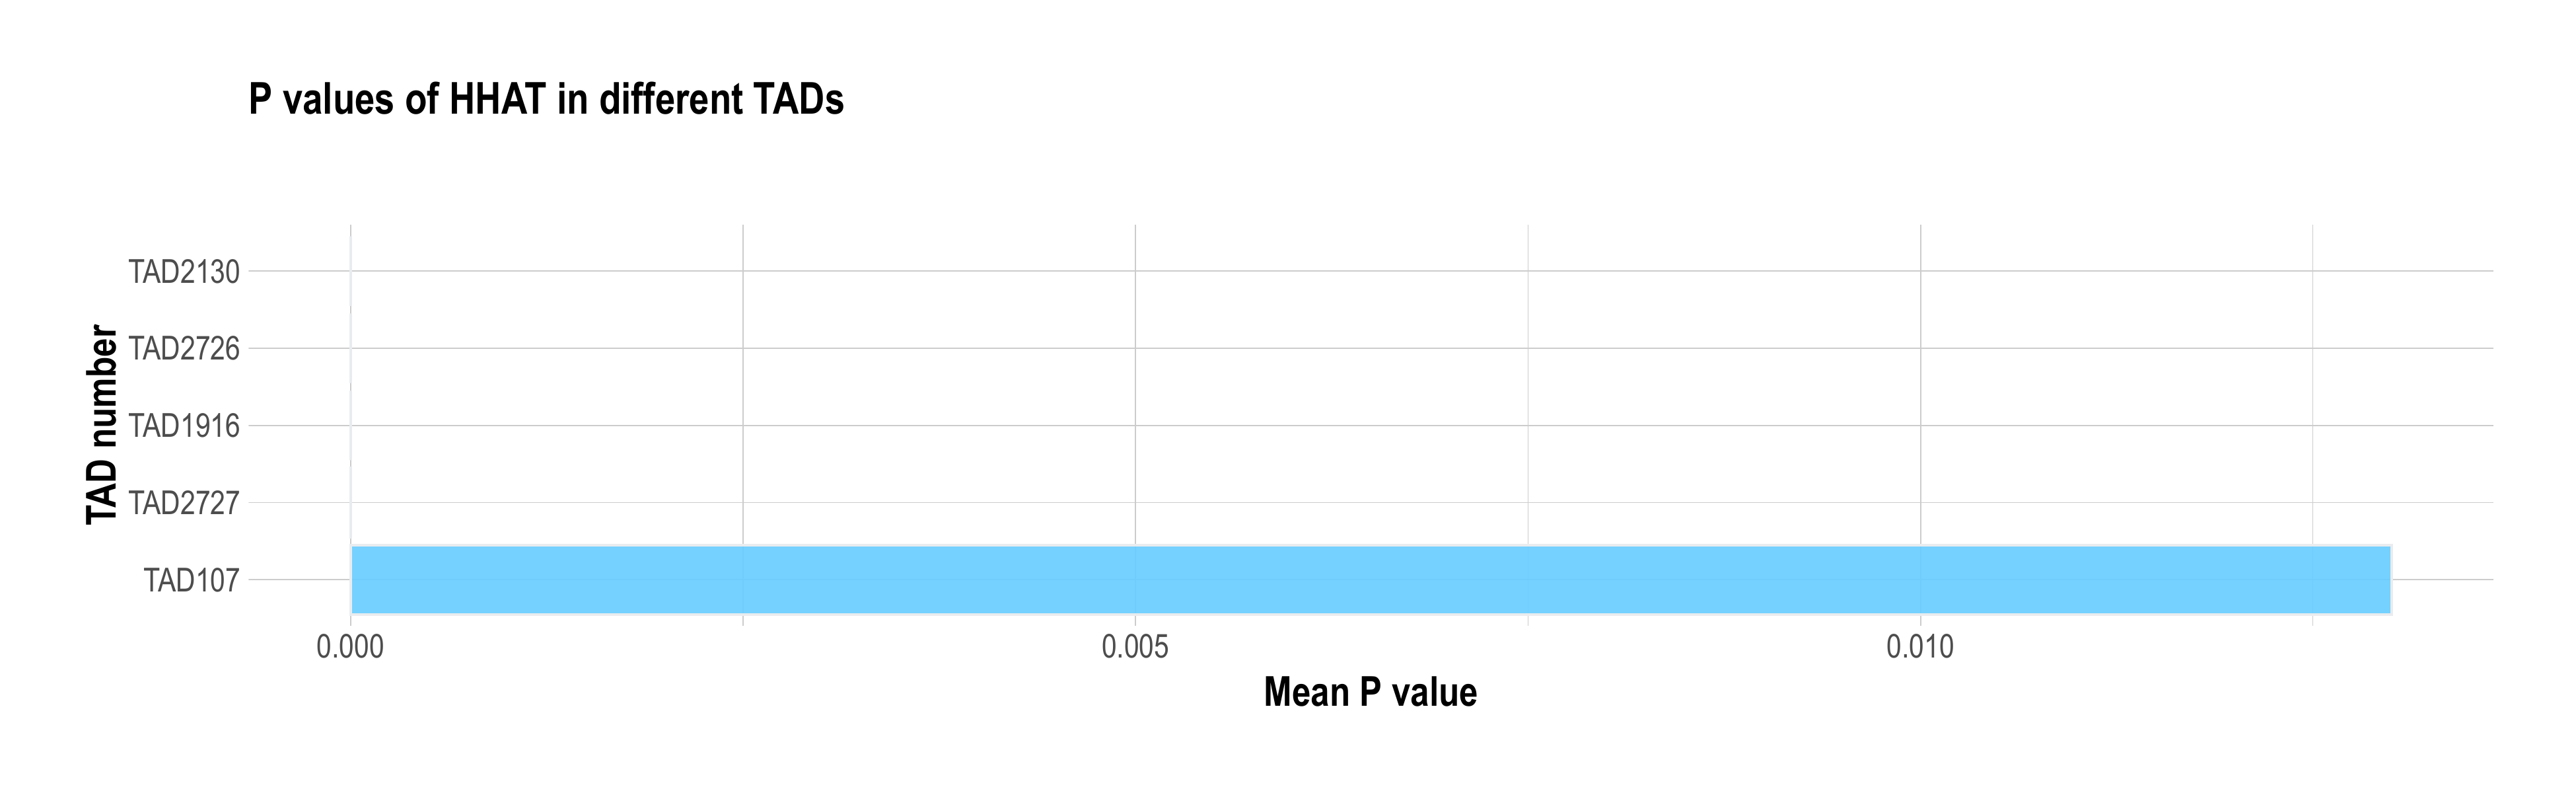 P values of HHAT in different TADs
TAD number
TAD2130
TAD2726
TAD1916
TAD2727
TAD107
0.000 0.005 0.010
Mean P value